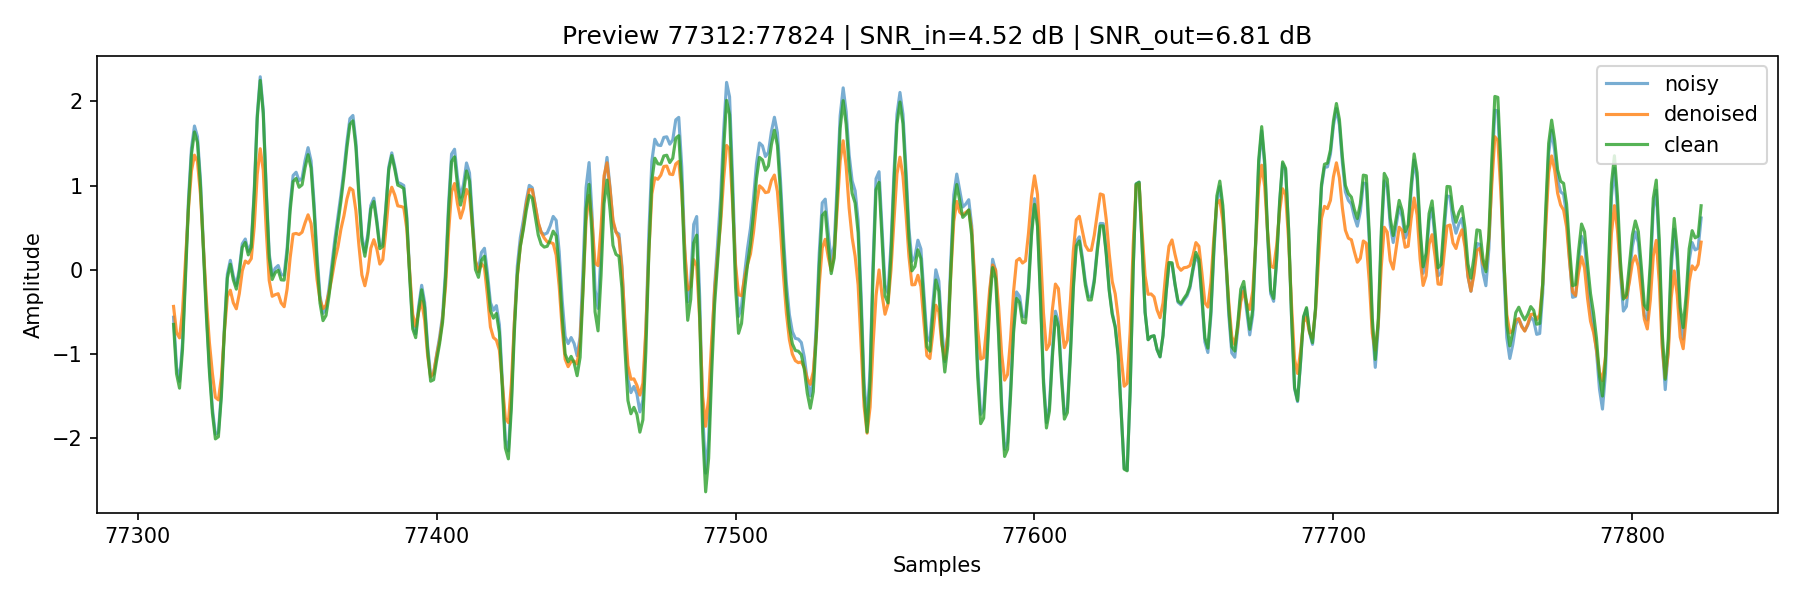 Preview 77312:77824 | SNR_in=4.52 dB | SNR_out=6.81 dB
noisy
denoised
clean
Amplitude
2
1
0
−1
−2
77300 77400 77500 77600 77700 77800
Samples